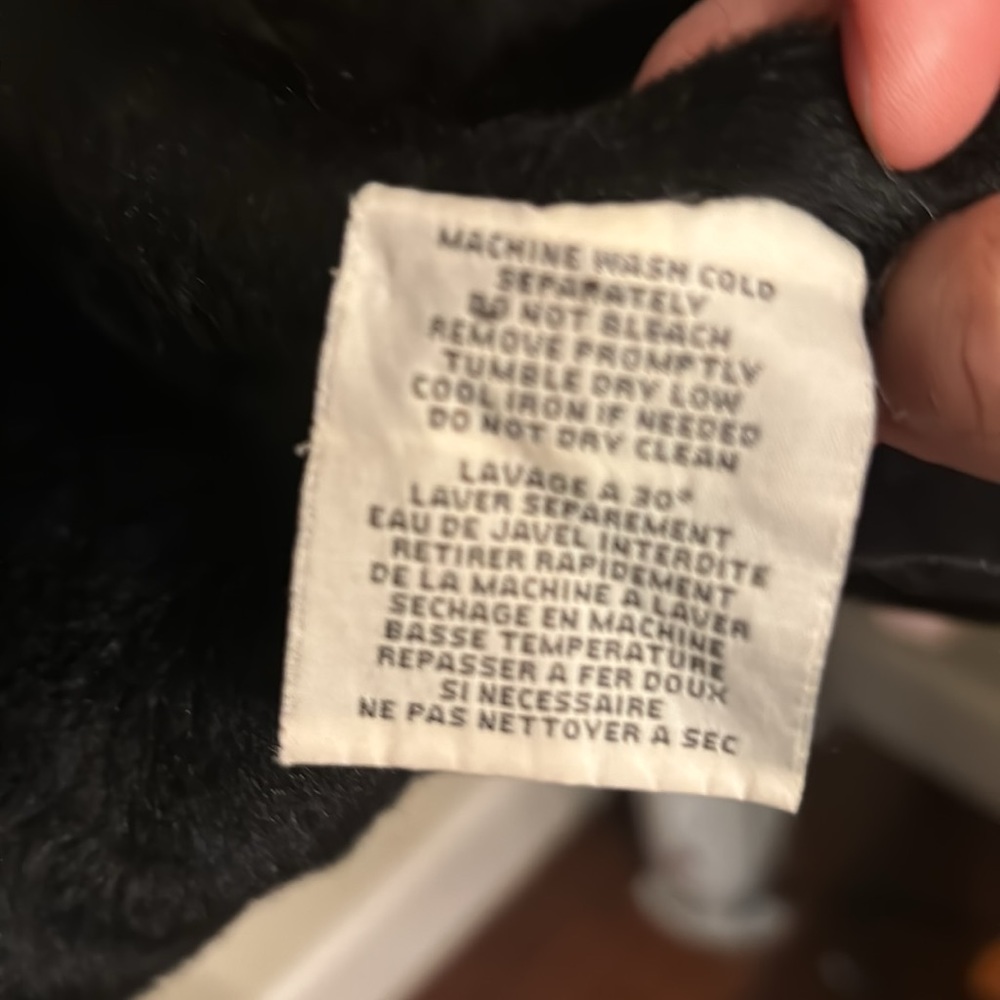 MACHINE WASH COLD
SEPARATELY
DO NOT BLEACH
REMOVE PROMPTLY
TUMBLE DRY LOW
COOL IRON IF NEEDED
DO NOT DRY CLEAN
LAVAGE A 30°
LAVER SEPAREMENT
EAU DE JAVEL INTERDITE
RETIRER RAPIDEMENT
DE LA MACHINE A LAVER
SECHAGE EN MACHINE
BASSE TEMPERATURE
REPASSER A FER DOUX
SI NECESSAIRE
NE PAS NETTOYER A SEC